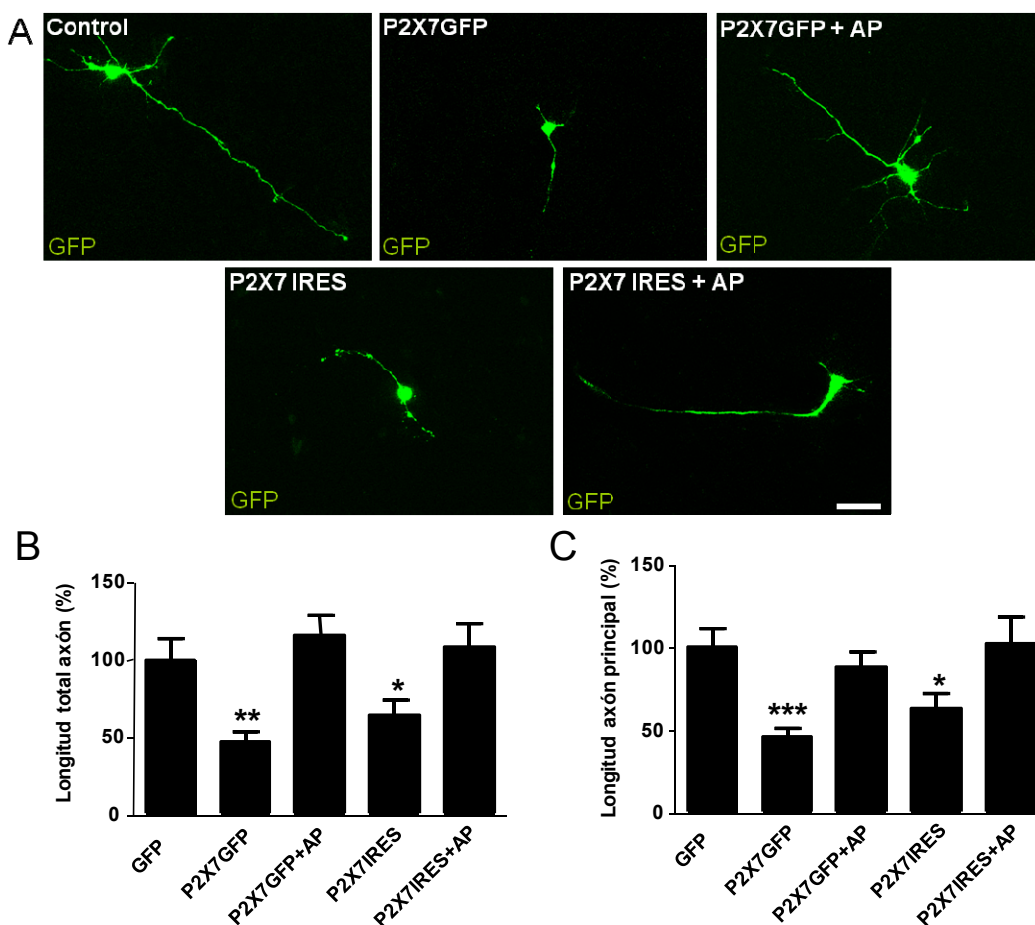 A
Control
GFP
P2X7GFP
GFP
P2X7GFP + AP
GFP
P2X7 IRES
GFP
P2X7 IRES + AP
GFP
B
Longitud total axón (%)
150
100
50
0
**
*
GFP
P2X7GFP
P2X7GFP+AP
P2X7IRES
P2X7IRES+AP
C
Longitud axón principal (%)
150
100
50
0
***
*
GFP
P2X7GFP
P2X7GFP+AP
P2X7IRES
P2X7IRES+AP